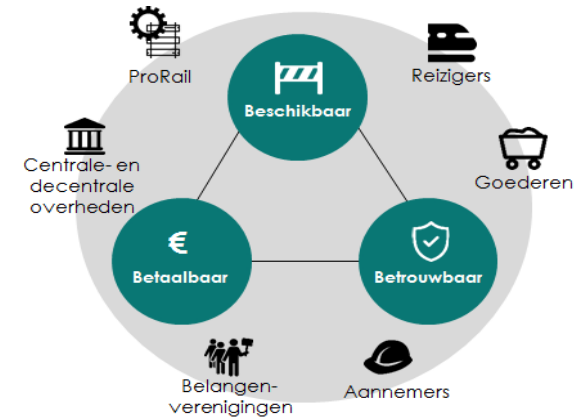 ProRail
Reizigers
Beschikbaar
Centrale- en
decentrale
overheden
Goederen
€
Betaalbaar
Betrouwbaar
Belangen-
verenigingen
Aannemers